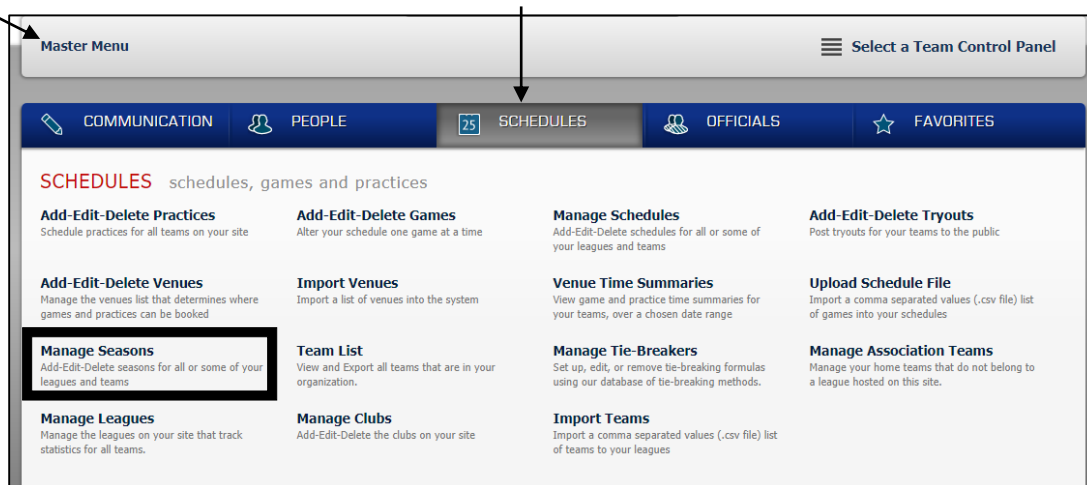 Master Menu
Select a Team Control Panel
COMMUNICATION
PEOPLE
25 SCHEDULES
OFFICIALS
FAVORITES
SCHEDULES schedules, games and practices
Add-Edit-Delete Practices
Schedule practices for all teams on your site
Add-Edit-Delete Games
Alter your schedule one game at a time
Manage Schedules
Add-Edit-Delete schedules for all or some of
your leagues and teams
Add-Edit-Delete Tryouts
Post tryouts for your teams to the public
Add-Edit-Delete Venues
Manage the venues list that determines where
games and practices can be booked
Import Venues
Import a list of venues into the system
Venue Time Summaries
View game and practice time summaries for
your teams, over a chosen date range
Upload Schedule File
Import a comma separated values (.csv file) list
of games into your schedules
Manage Seasons
Add-Edit-Delete seasons for all or some of your
leagues and teams
Team List
View and Export all teams that are in your
organization.
Manage Tie-Breakers
Set up, edit, or remove tie-breaking formulas
using our database of tie-breaking methods.
Manage Association Teams
Manage your home teams that do not belong to
a league hosted on this site.
Manage Leagues
Manage the leagues on your site that track
statistics for all teams.
Manage Clubs
Add-Edit-Delete the clubs on your site
Import Teams
Import a comma separated values (.csv file) list
of teams to your leagues